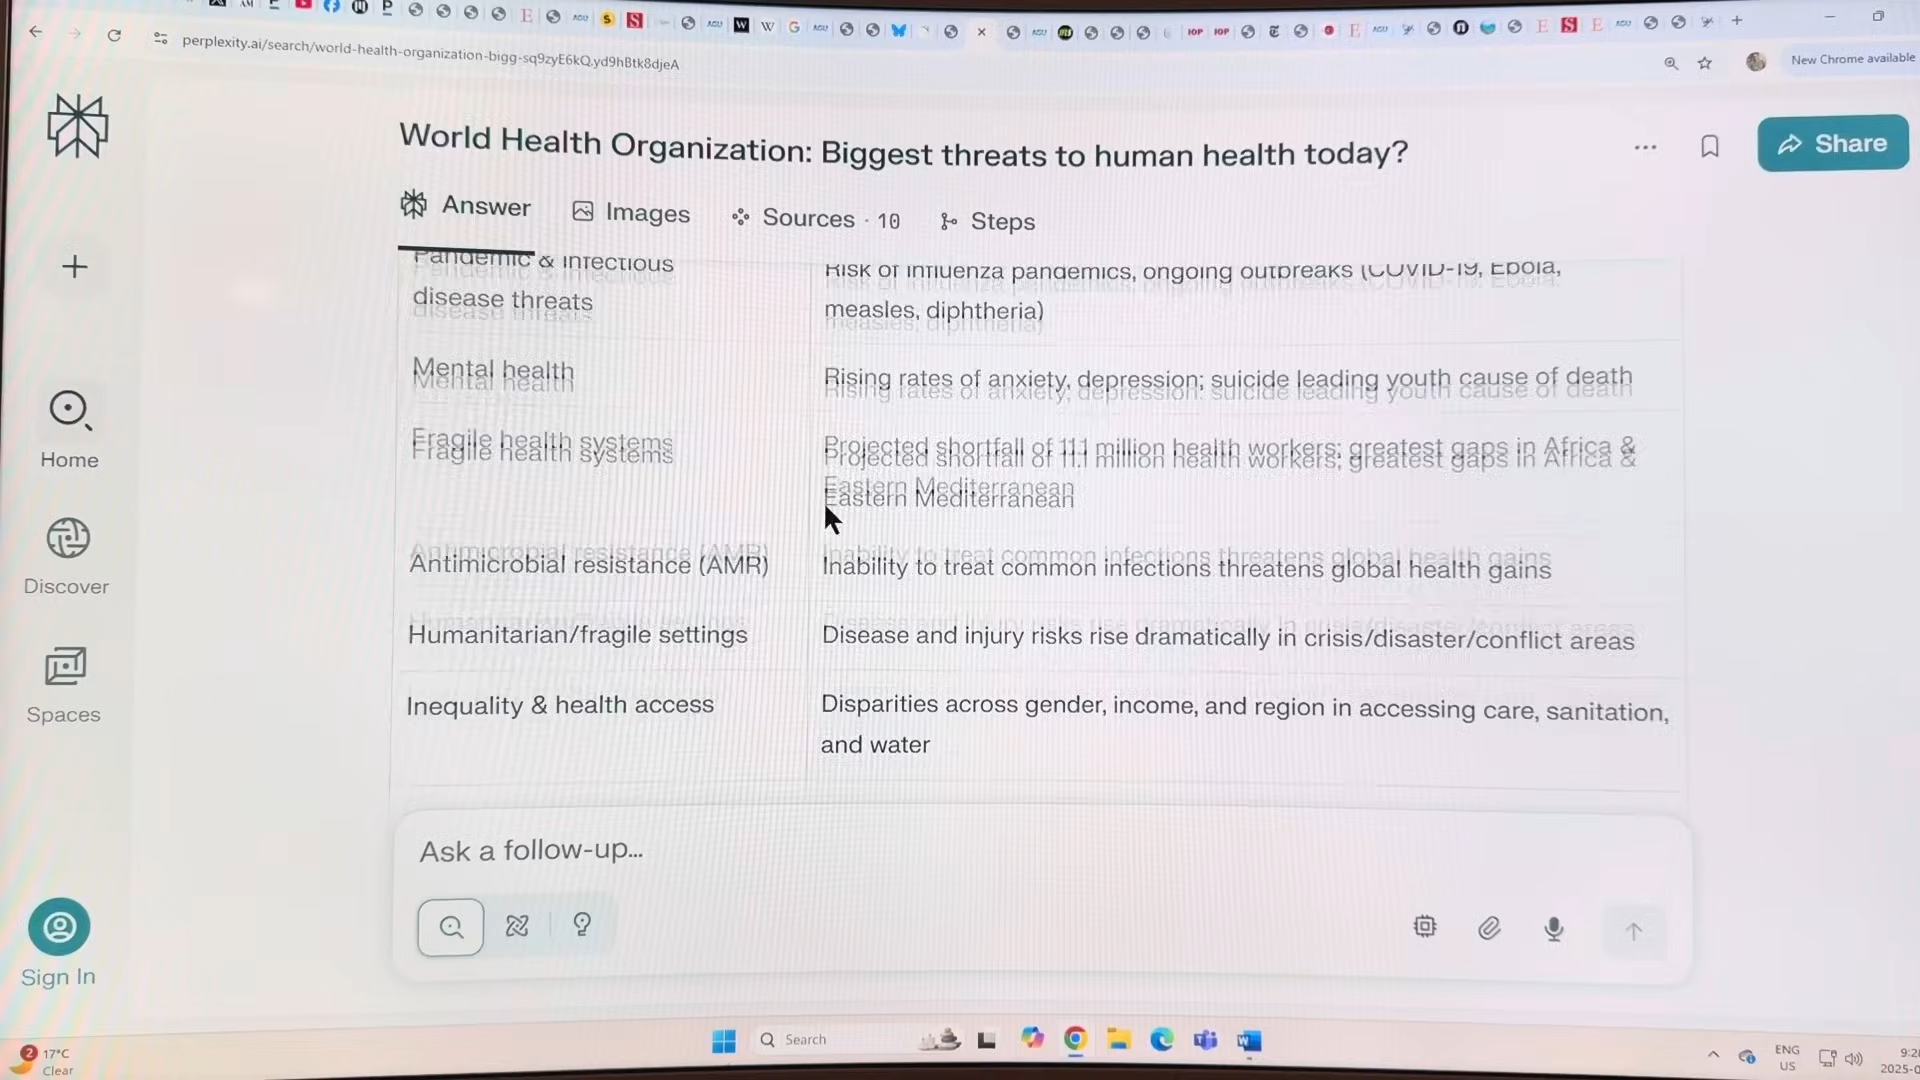 perplexity.ai/search/world-health-organization-bigg-sq9zyE6kQ.yd9hBtk8djeA
New Chrome available
World Health Organization: Biggest threats to human health today?
Share
Answer
Images
Sources · 10
Steps
Pandemic & infectious
disease threats
Risk of influenza pandemics, ongoing outbreaks (COVID-19, Ebola,
measles, diphtheria)
Mental health
Rising rates of anxiety, depression; suicide leading youth cause of death
Fragile health systems
Projected shortfall of 11.1 million health workers; greatest gaps in Africa &
Eastern Mediterranean
Antimicrobial resistance (AMR)
Inability to treat common infections threatens global health gains
Humanitarian/fragile settings
Disease and injury risks rise dramatically in crisis/disaster/conflict areas
Inequality & health access
Disparities across gender, income, and region in accessing care, sanitation,
and water
Home
Discover
Spaces
Sign In
Ask a follow-up...
2
17°C
Clear
Search
ENG
US